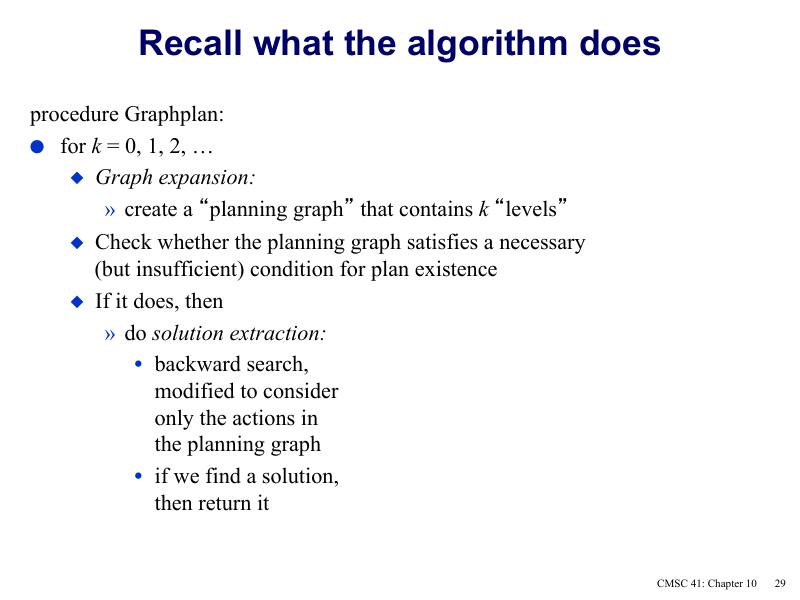 Recall what the algorithm does
procedure Graphplan:
● for k = 0, 1, 2, …
◆ Graph expansion:
» create a “planning graph” that contains k “levels”
◆ Check whether the planning graph satisfies a necessary
(but insufficient) condition for plan existence
◆ If it does, then
» do solution extraction:
• backward search,
modified to consider
only the actions in
the planning graph
• if we find a solution,
then return it
CMSC 41: Chapter 10 29